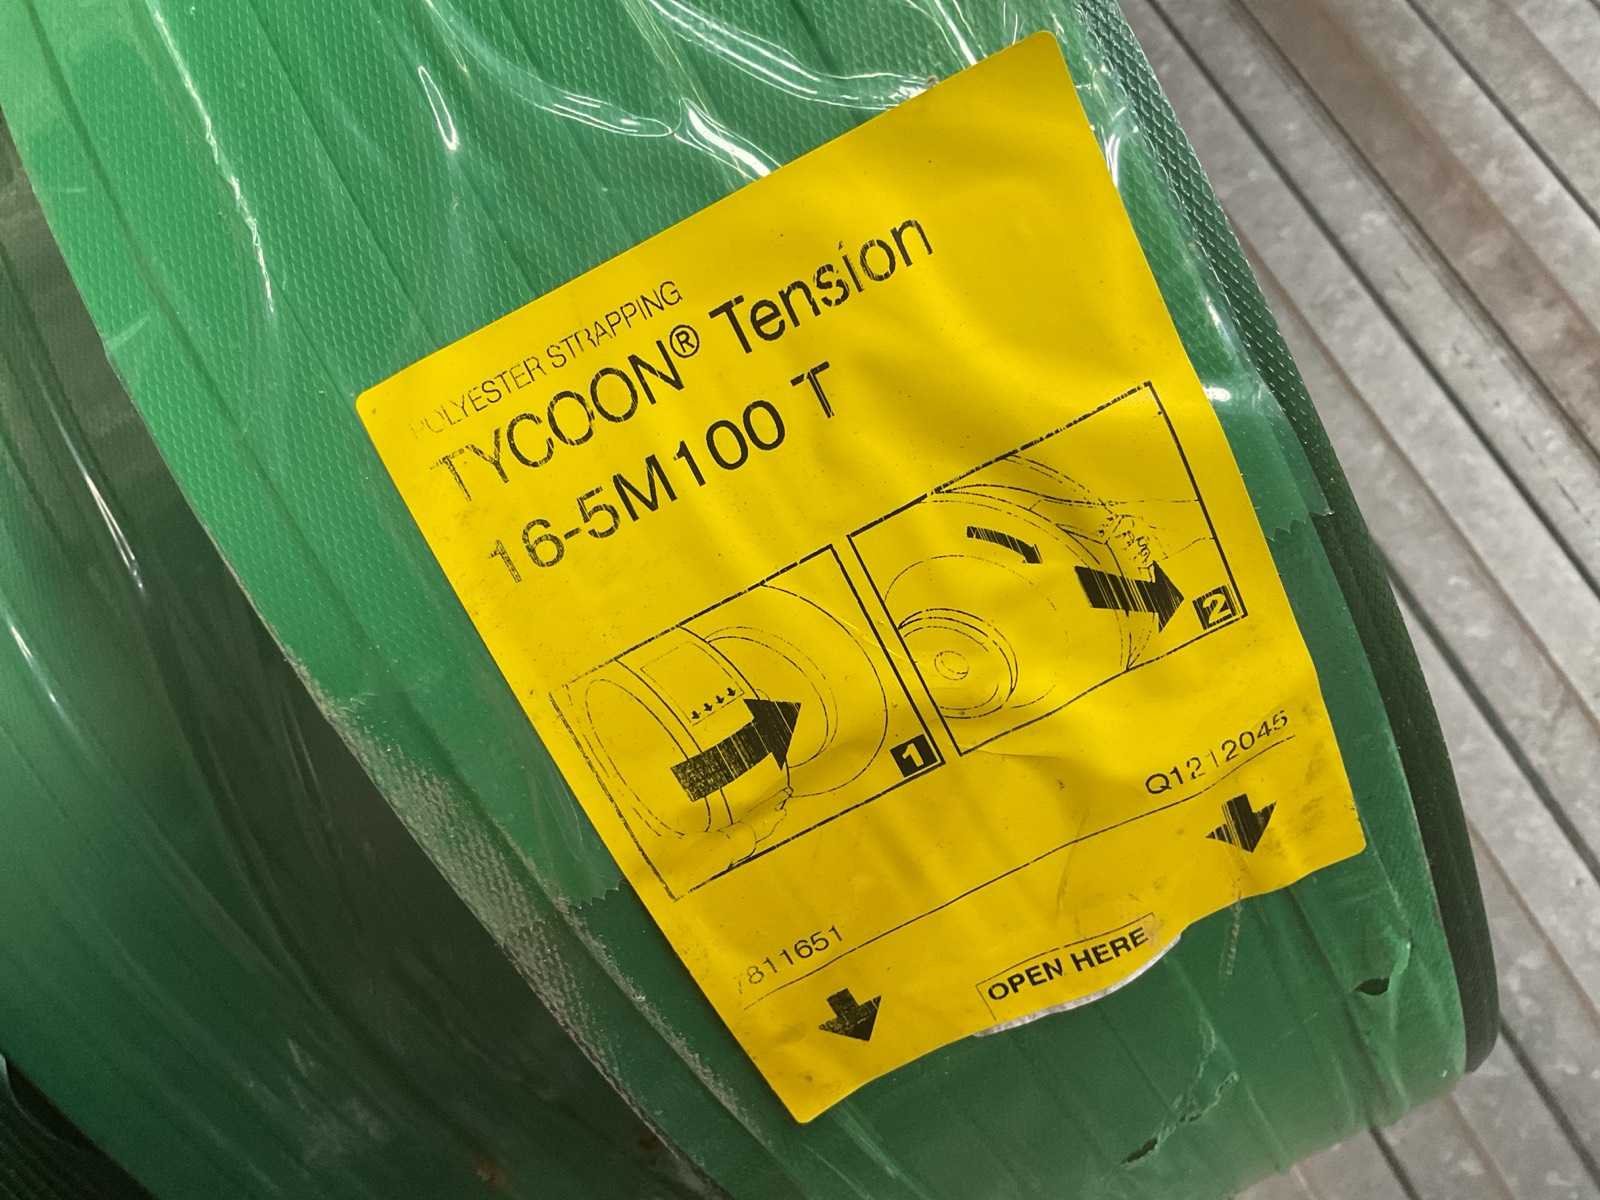 POLYESTER STRAPPING
TYCOON® Tension
16-5M100 T
1
2
Q1212045
7811651
OPEN HERE